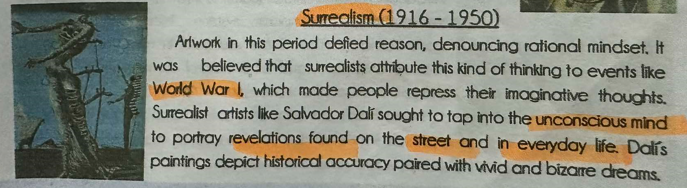 Surrealism (1916 - 1950)
Artwork in this period defied reason, denouncing rational mindset. It
was believed that surrealists attribute this kind of thinking to events like
World War I, which made people repress their imaginative thoughts.
Surrealist artists like Salvador Dalí sought to tap into the unconscious mind
to portray revelations found on the street and in everyday life. Dalí's
paintings depict historical accuracy paired with vivid and bizarre dreams.